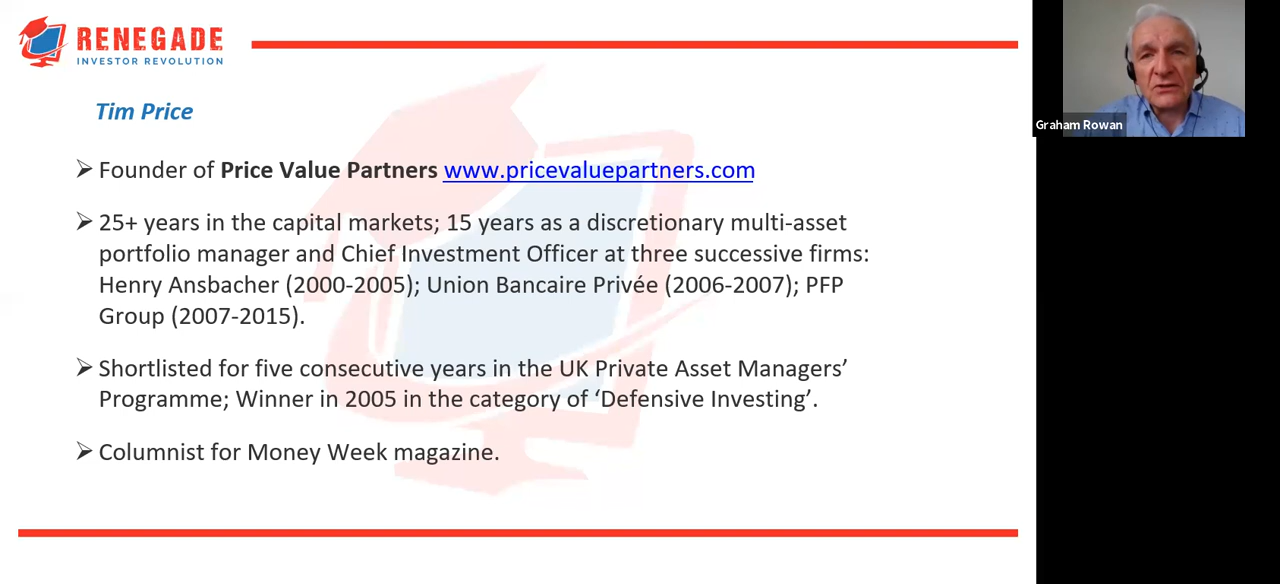 RENEGADE
INVESTOR REVOLUTION
Tim Price
Founder of Price Value Partners www.pricevaluepartners.com
25+ years in the capital markets; 15 years as a discretionary multi-asset
portfolio manager and Chief Investment Officer at three successive firms:
Henry Ansbacher (2000-2005); Union Bancaire Privée (2006-2007); PFP
Group (2007-2015).
Shortlisted for five consecutive years in the UK Private Asset Managers’
Programme; Winner in 2005 in the category of ‘Defensive Investing’.
Columnist for Money Week magazine.
Graham Rowan